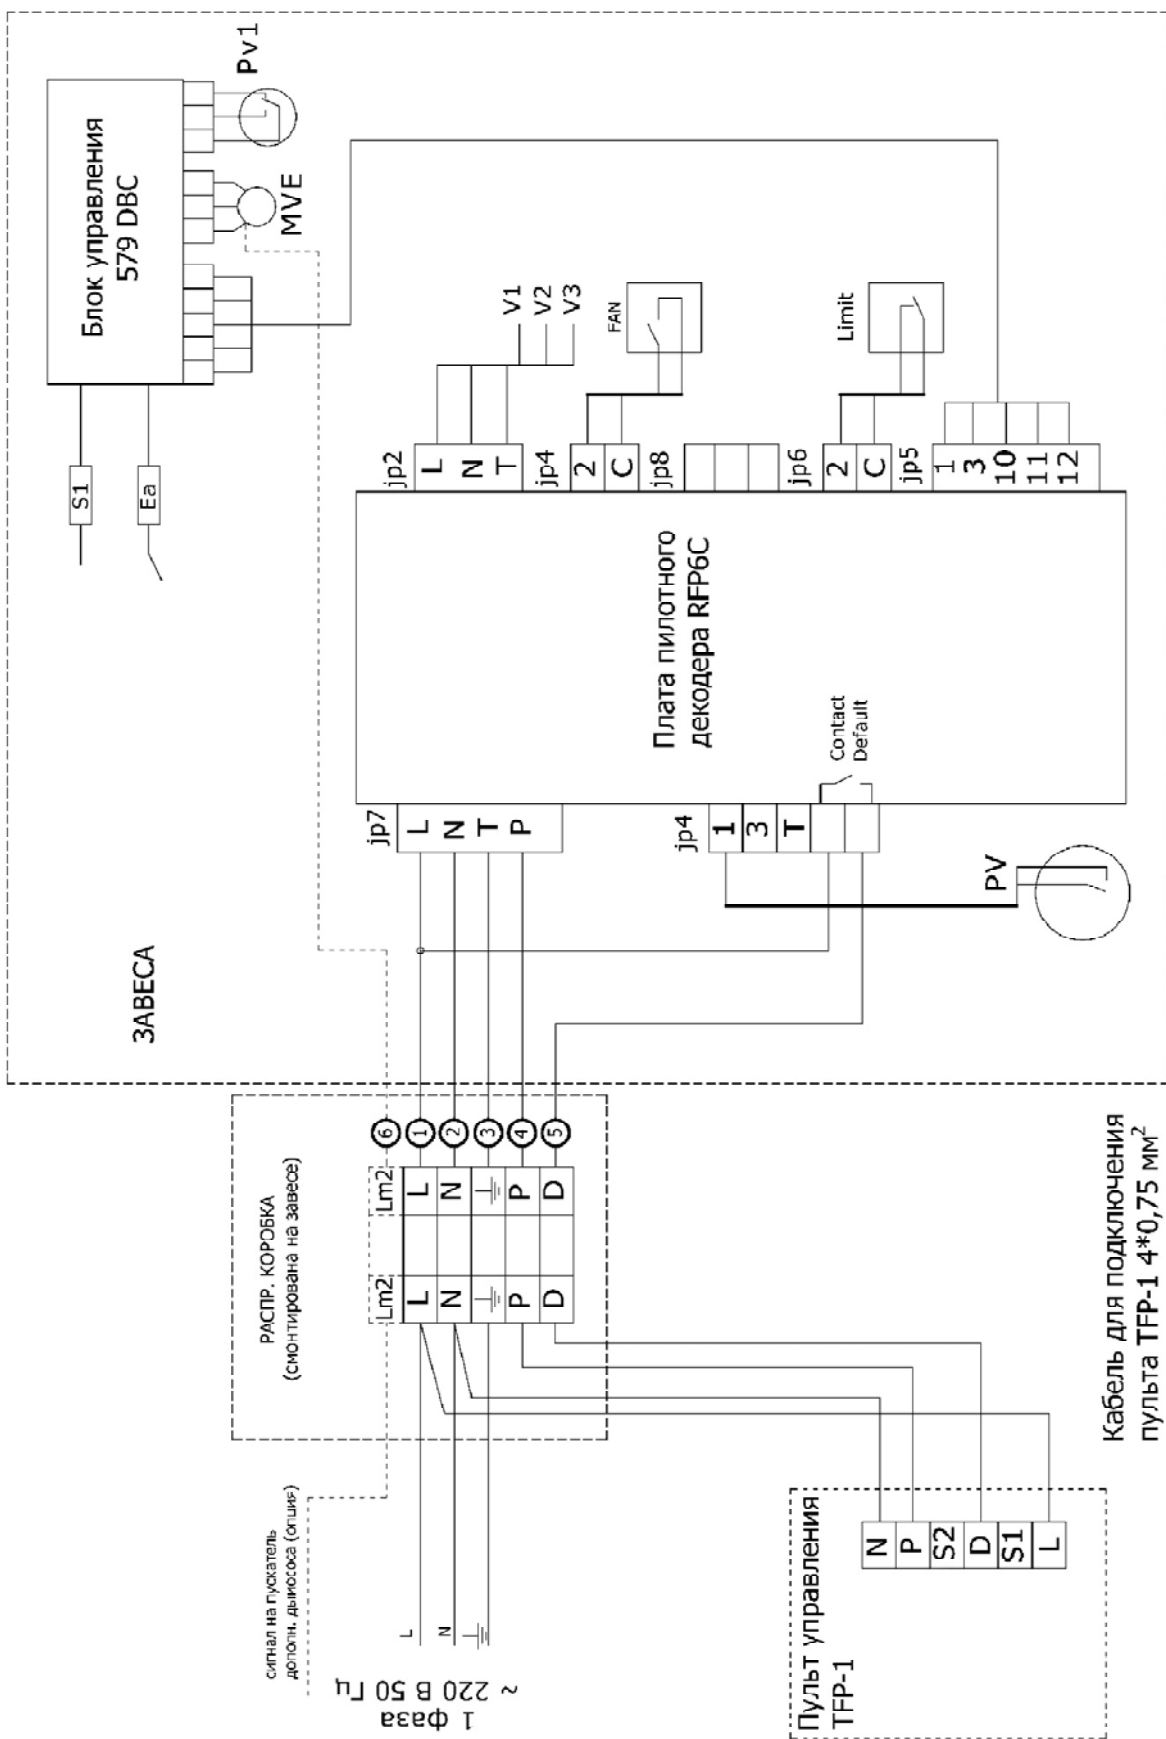 Блок управления
579 DBC
Pv1
MVE
S1
Ea
V1
V2
V3
FAN
Limit
jp2
L
N
T
jp4
2
C
jp8
jp6
2
C
jp5
1
3
10
11
12
Плата пилотного
декодера RFP6C
Contact
Default
jp7
L
N
T
P
jp4
1
3
T
PV
ЗАВЕСА
РАСПР. КОРОБКА
(смонтирована на завесе)
6
1
2
3
4
5
Lm2
L
N
P
D
Lm2
L
N
P
D
сигнал на пускатель
дополн. дымососа (опция)
L
N
1 фаза
~ 220 В 50 Гц
Пульт управления
TFP-1
N
P
S2
D
S1
L
Кабель для подключения
пульта TFP-1 4*0,75 мм²